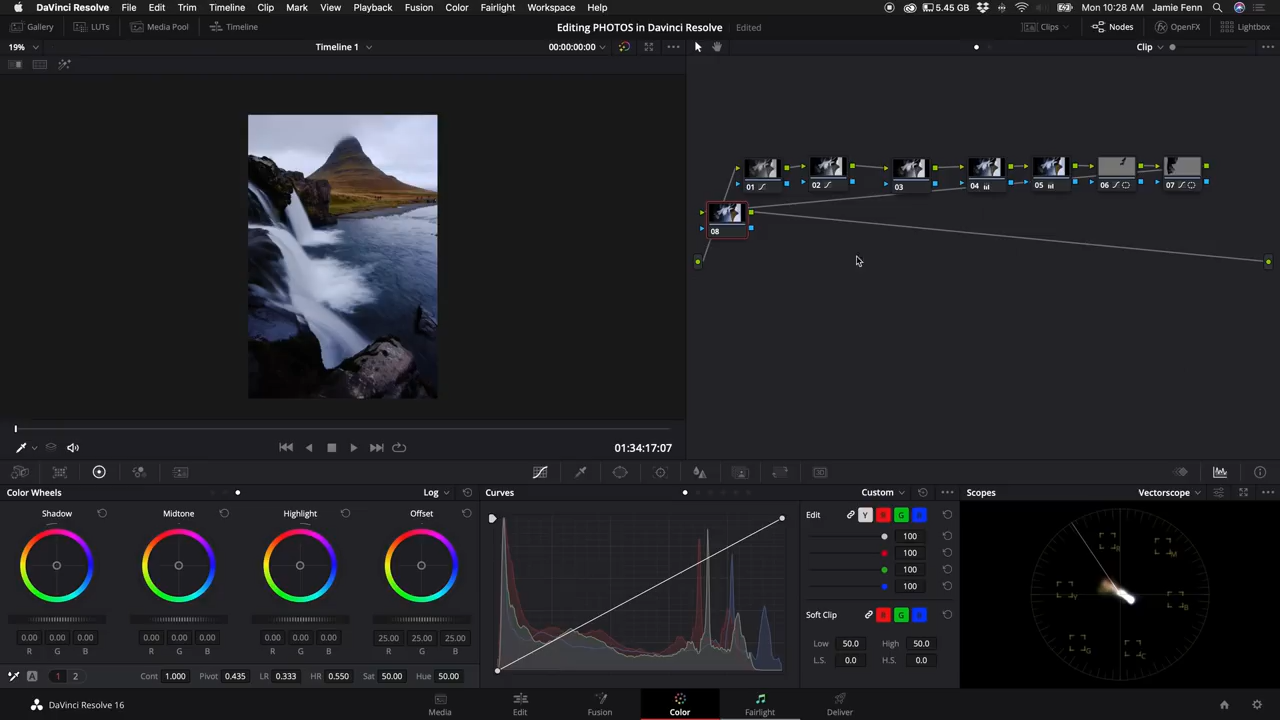 DaVinci Resolve File Edit Trim Timeline Clip Mark View Playback Fusion Color Fairlight Workspace Help 5.45 GB Mon 10:28 AM Jamie Fenn
Gallery LUTs Media Pool Timeline Editing PHOTOS in Davinci Resolve Edited Clips Nodes OpenFX Lightbox
19% Timeline 1 00:00:00:00 Clip
01 02 03 04 05 06 07
08
01:34:17:07
Color Wheels Log Curves Custom Scopes Vectorscope
Shadow Midtone Highlight Offset Edit Y R G B
100
100
100
100
Soft Clip R G B
0.00 0.00 0.00 0.00 0.00 0.00 0.00 0.00 0.00 25.00 25.00 25.00 Low 50.0 High 50.0
R G B R G B R G B R G B L.S. 0.0 H.S. 0.0
A 1 2 Cont 1.000 Pivot 0.435 LR 0.333 HR 0.550 Sat 50.00 Hue 50.00
R M B C G Y
DaVinci Resolve 16 Media Edit Fusion Color Fairlight Deliver